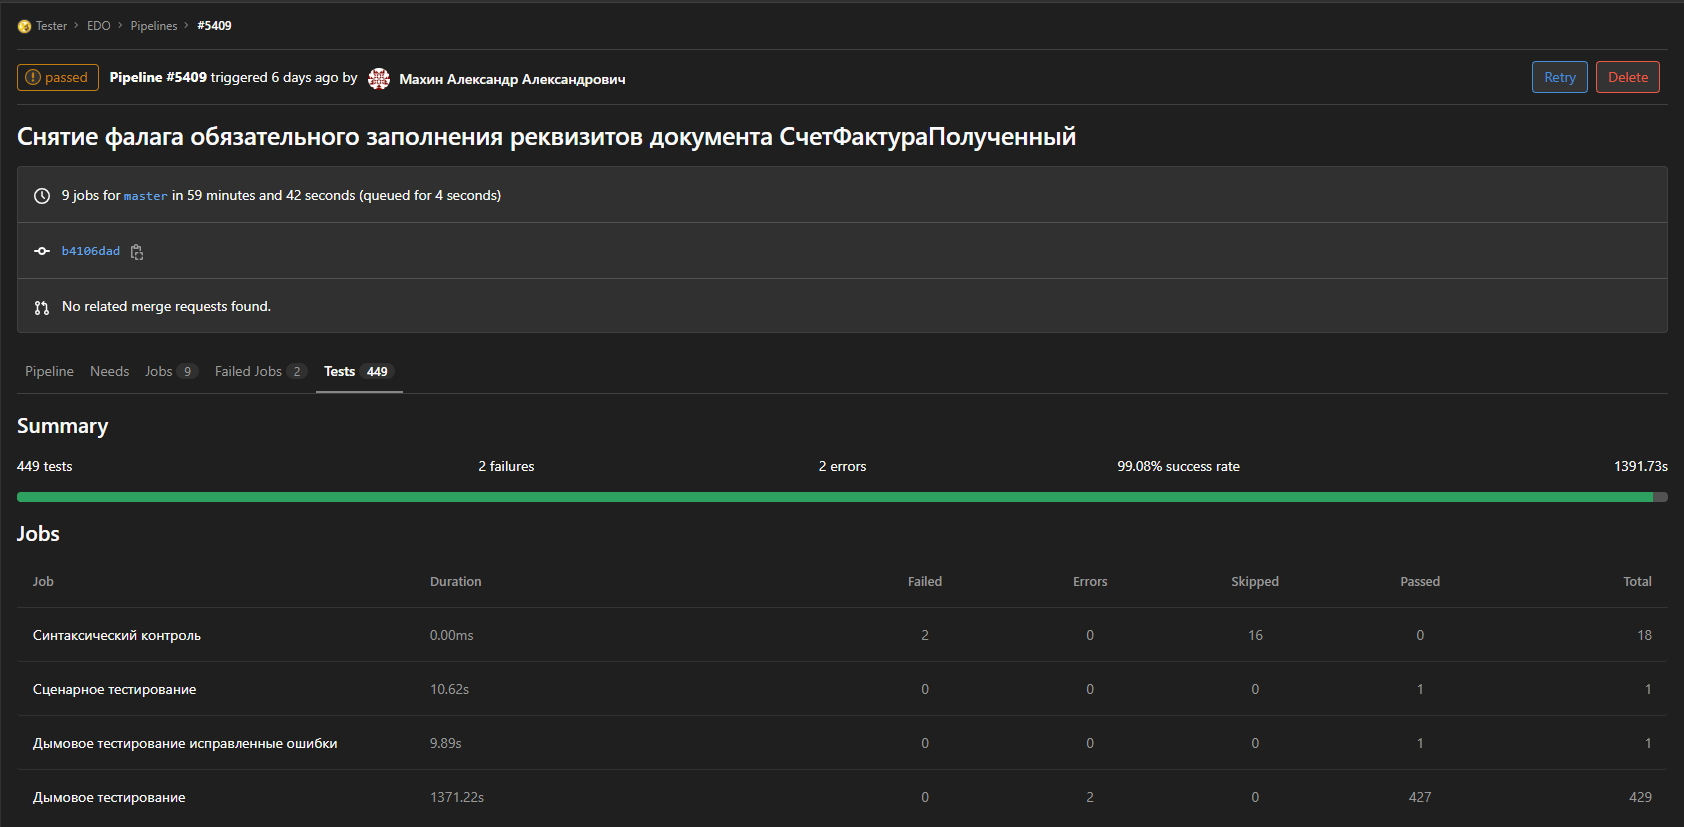 Tester > EDO > Pipelines > #5409
passed Pipeline #5409 triggered 6 days ago by Махин Александр Александрович Retry Delete
Снятие фалага обязательного заполнения реквизитов документа СчетФактураПолученный
9 jobs for master in 59 minutes and 42 seconds (queued for 4 seconds)
b4106dad
No related merge requests found.
Pipeline Needs Jobs 9 Failed Jobs 2 Tests 449
Summary
449 tests 2 failures 2 errors 99.08% success rate 1391.73s
Jobs
Job Duration Failed Errors Skipped Passed Total
Синтаксический контроль 0.00ms 2 0 16 0 18
Сценарное тестирование 10.62s 0 0 0 1 1
Дымовое тестирование исправленные ошибки 9.89s 0 0 0 1 1
Дымовое тестирование 1371.22s 0 2 0 427 429